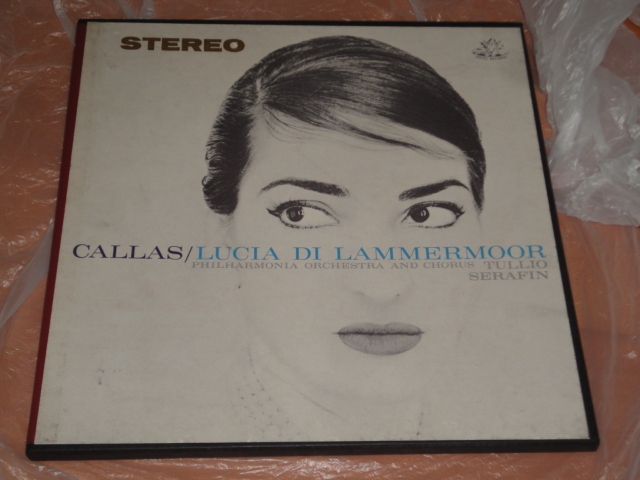 STEREO
CALLAS/LUCIA DI LAMMERMOOR
PHILHARMONIA ORCHESTRA AND CHORUS TULLIO
SERAFIN